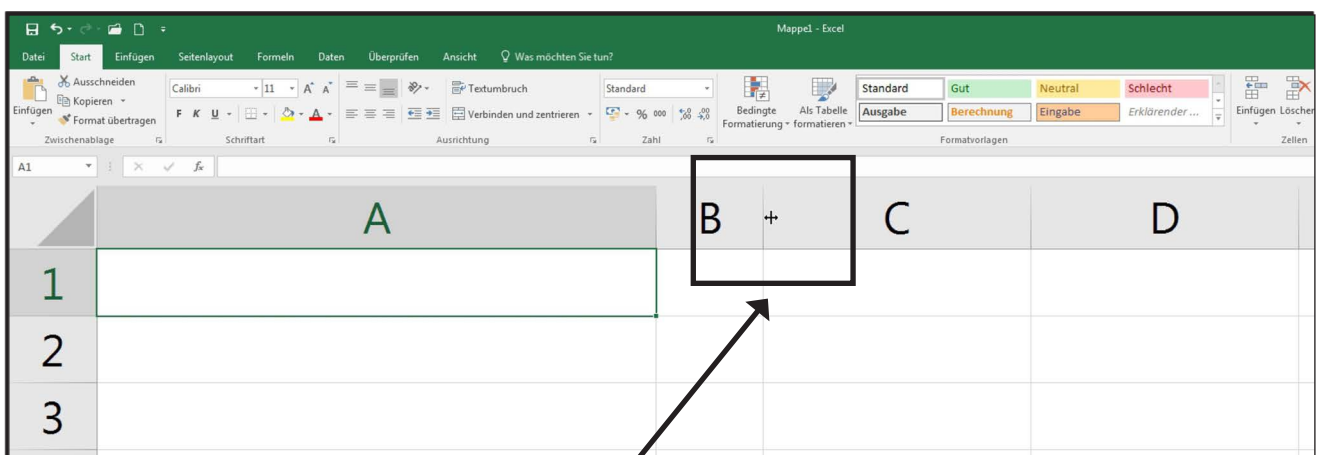 Mappe1 - Excel
Datei Start Einfügen Seitenlayout Formeln Daten Überprüfen Ansicht Was möchten Sie tun?
Ausschneiden
Kopieren
Format übertragen
Einfügen
Zwischenablage
Calibri 11 A A
F K U A
Schriftart
Textumbruch
Verbinden und zentrieren
Ausrichtung
Standard
% 000 ,00
Zahl
Bedingte Formatierung
Als Tabelle formatieren
Standard Gut Neutral Schlecht
Ausgabe Berechnung Eingabe Erklärender ...
Formatvorlagen
Einfügen Löschen
Zellen
A1 fx
A B C D
1
2
3